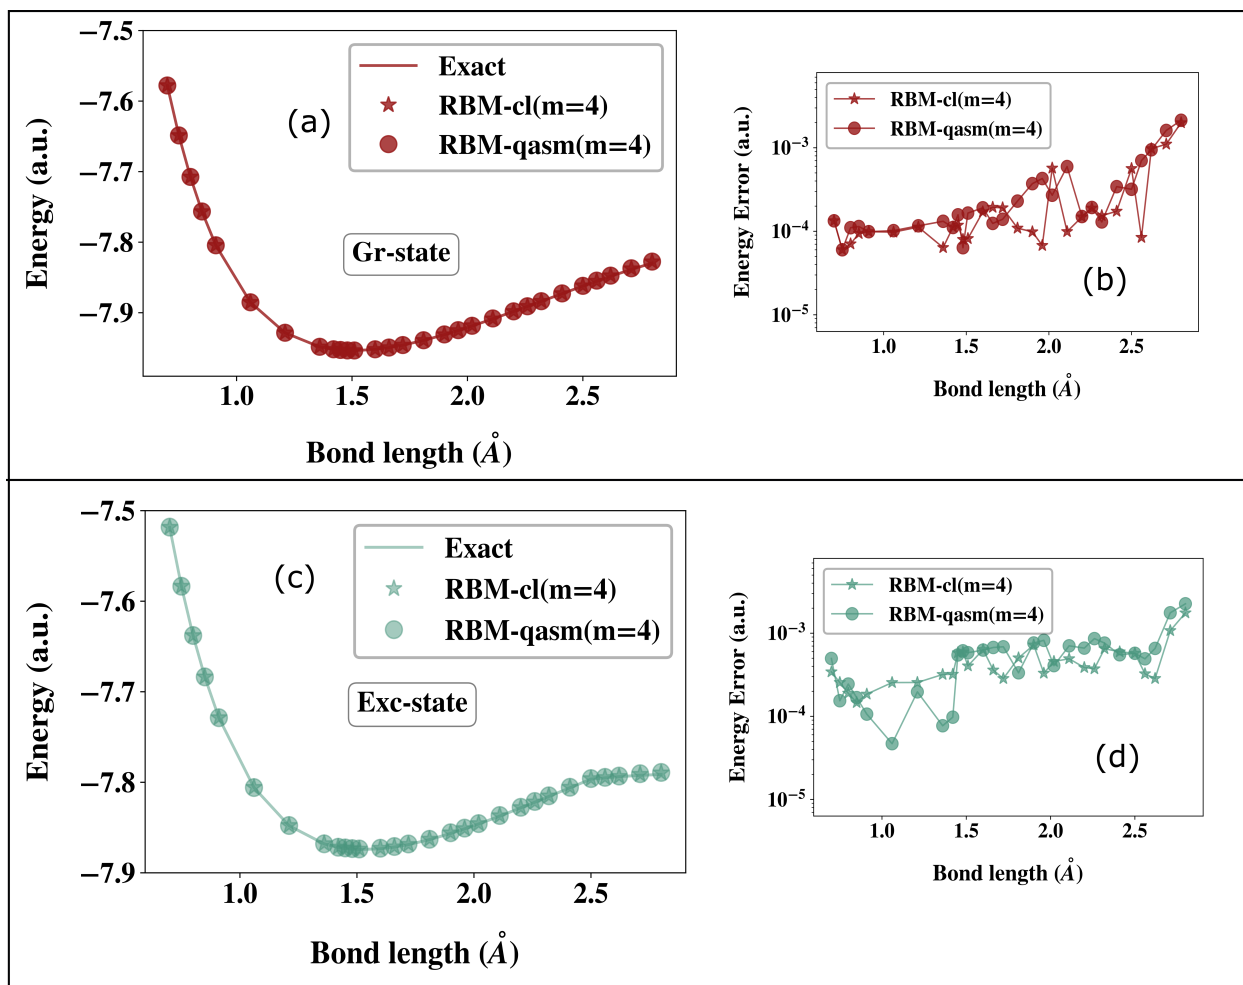 −7.5
−7.6
−7.7
−7.8
−7.9
Energy (a.u.)
Exact
RBM-cl(m=4)
RBM-qasm(m=4)
(a)
Gr-state
1.0 1.5 2.0 2.5
Bond length (Å)
RBM-cl(m=4)
RBM-qasm(m=4)
10⁻³
10⁻⁴
10⁻⁵
Energy Error (a.u.)
(b)
1.0 1.5 2.0 2.5
Bond length (Å)
−7.5
−7.6
−7.7
−7.8
−7.9
Energy (a.u.)
Exact
RBM-cl(m=4)
RBM-qasm(m=4)
(c)
Exc-state
1.0 1.5 2.0 2.5
Bond length (Å)
RBM-cl(m=4)
RBM-qasm(m=4)
10⁻³
10⁻⁴
10⁻⁵
Energy Error (a.u.)
(d)
1.0 1.5 2.0 2.5
Bond length (Å)